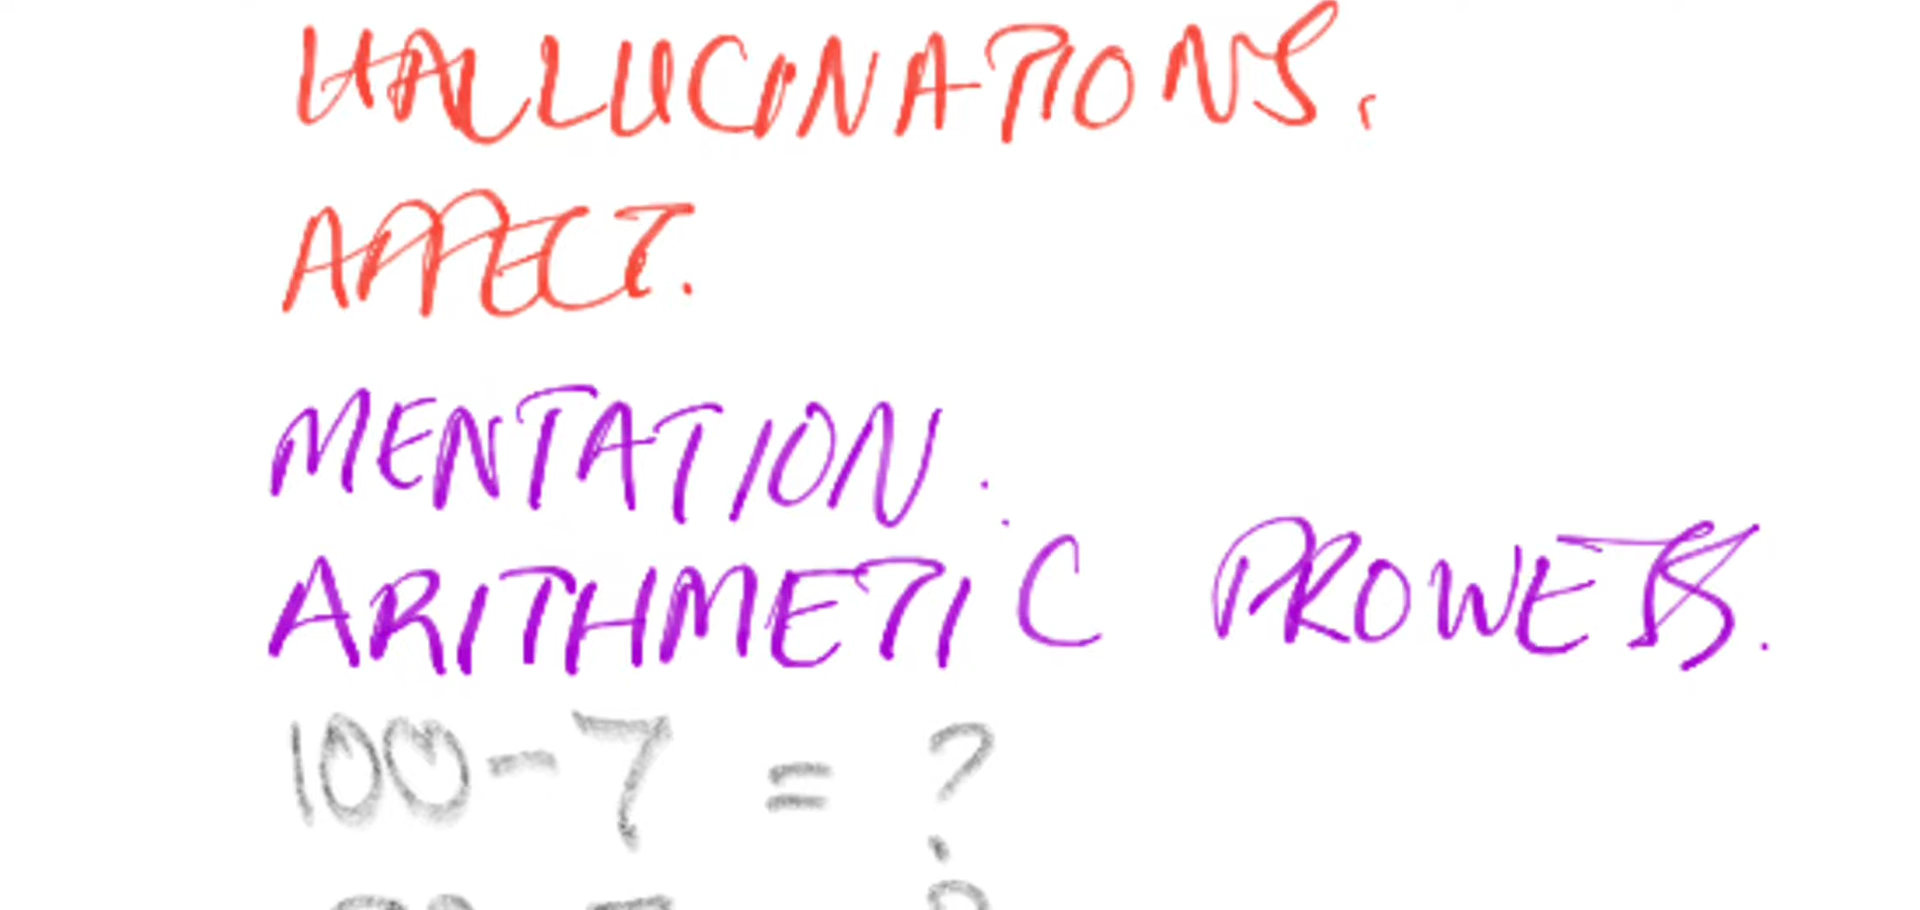 HALLUCINATIONS.
AFFECT.
MENTATION.
ARITHMETIC PROWESS.
100-7 = ?